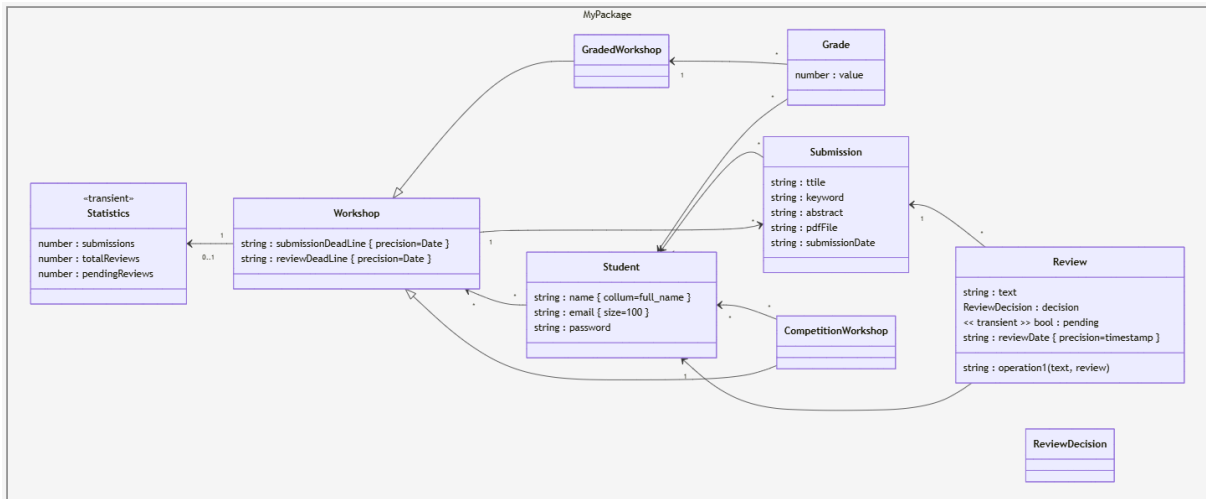 MyPackage
GradedWorkshop
Grade
number : value
*
1
*
*
Submission
string : ttile
string : keyword
string : abstract
string : pdfFile
string : submissionDate
«transient»
Statistics
number : submissions
number : totalReviews
number : pendingReviews
1
0..1
Workshop
string : submissionDeadLine { precision=Date }
string : reviewDeadLine { precision=Date }
1
*
1
*
Student
string : name { collum=full_name }
string : email { size=100 }
string : password
*
*
*
*
CompetitionWorkshop
1
Review
string : text
ReviewDecision : decision
<< transient >> bool : pending
string : reviewDate { precision=timestamp }
string : operation1(text, review)
ReviewDecision